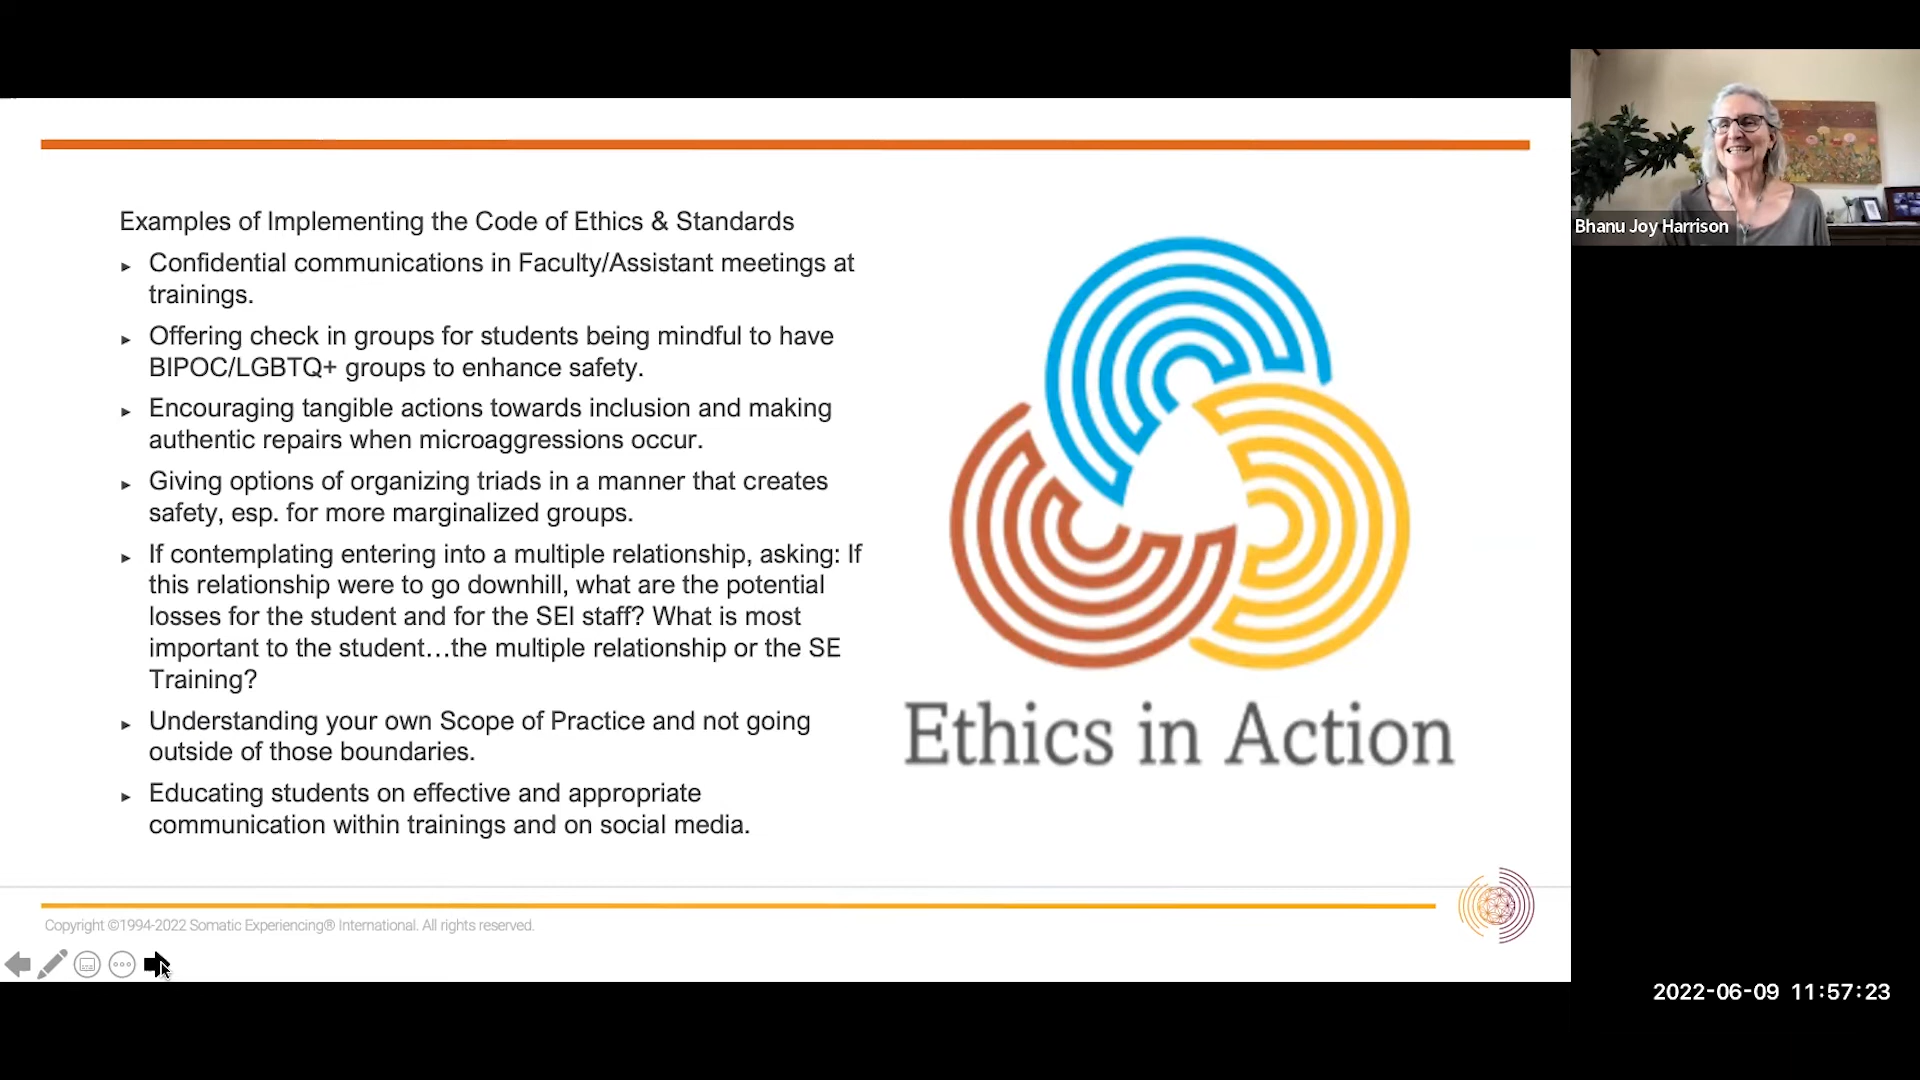 Examples of Implementing the Code of Ethics & Standards
Confidential communications in Faculty/Assistant meetings at
trainings.
Offering check in groups for students being mindful to have
BIPOC/LGBTQ+ groups to enhance safety.
Encouraging tangible actions towards inclusion and making
authentic repairs when microaggressions occur.
Giving options of organizing triads in a manner that creates
safety, esp. for more marginalized groups.
If contemplating entering into a multiple relationship, asking: If
this relationship were to go downhill, what are the potential
losses for the student and for the SEI staff? What is most
important to the student…the multiple relationship or the SE
Training?
Understanding your own Scope of Practice and not going
outside of those boundaries.
Educating students on effective and appropriate
communication within trainings and on social media.
Ethics in Action
Copyright ©1994-2022 Somatic Experiencing® International. All rights reserved.
Bhanu Joy Harrison
2022-06-09 11:57:23